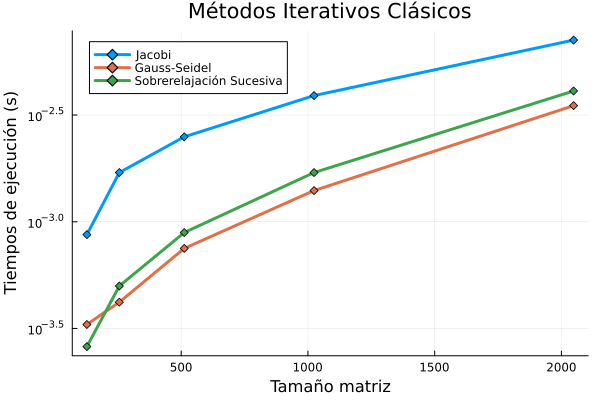 Métodos Iterativos Clásicos
Jacobi
Gauss-Seidel
Sobrerelajación Sucesiva
Tiempos de ejecución (s)
10^−2.5
10^−3.0
10^−3.5
500
1000
1500
2000
Tamaño matriz